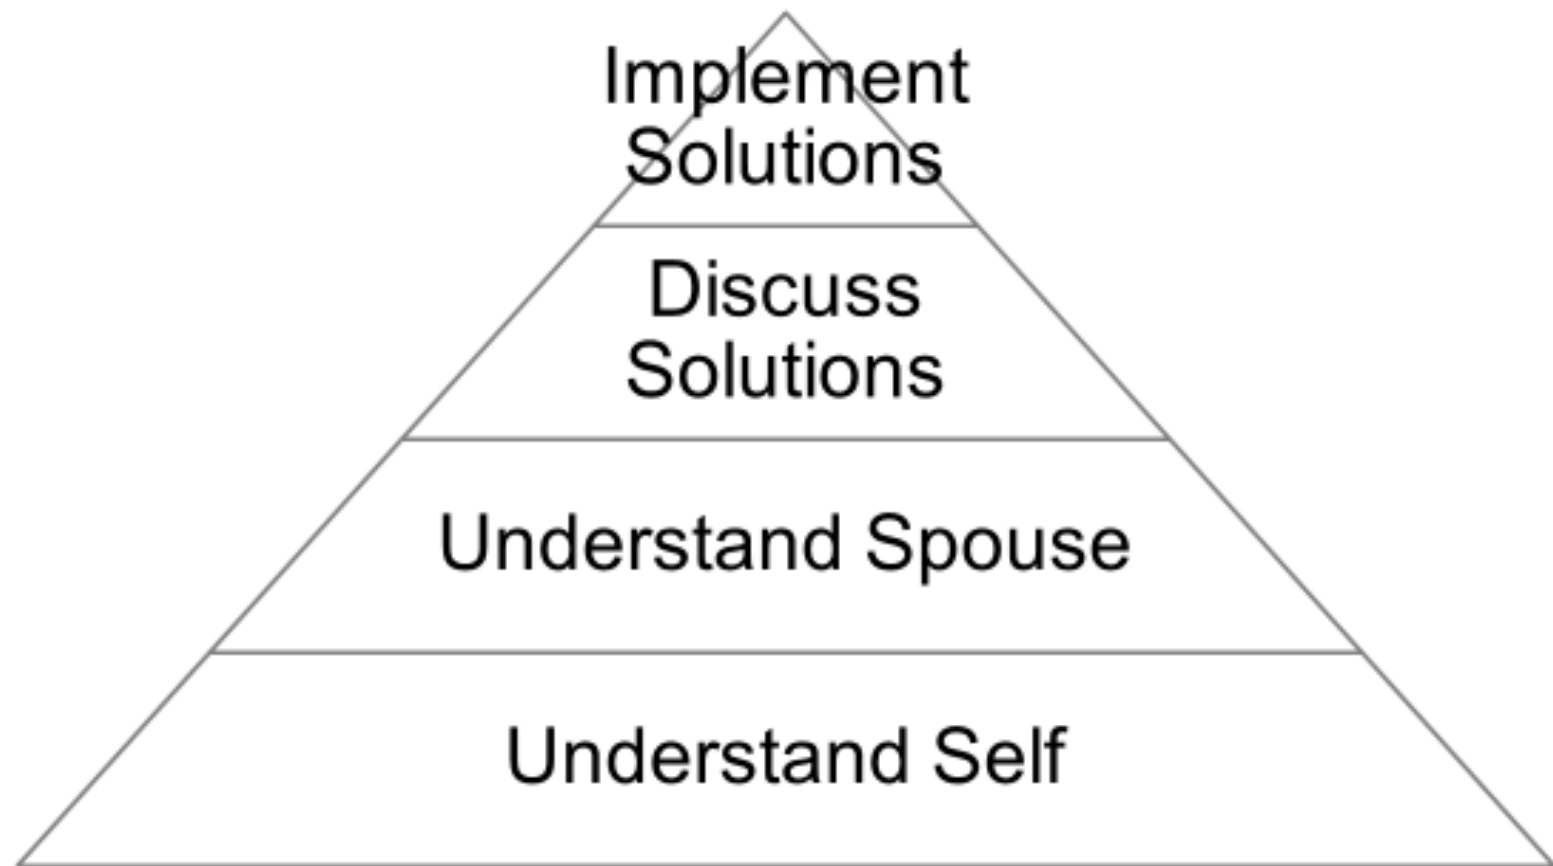 Implement
Solutions
Discuss
Solutions
Understand Spouse
Understand Self